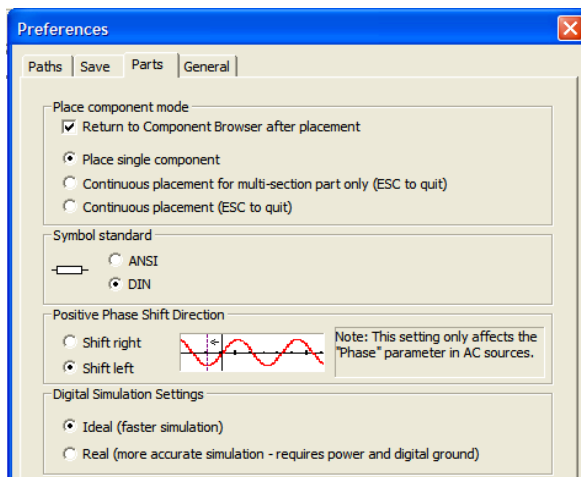 Preferences
Paths Save Parts General
Place component mode
Return to Component Browser after placement
Place single component
Continuous placement for multi-section part only (ESC to quit)
Continuous placement (ESC to quit)
Symbol standard
ANSI
DIN
Positive Phase Shift Direction
Shift right
Shift left
Note: This setting only affects the
"Phase" parameter in AC sources.
Digital Simulation Settings
Ideal (faster simulation)
Real (more accurate simulation - requires power and digital ground)